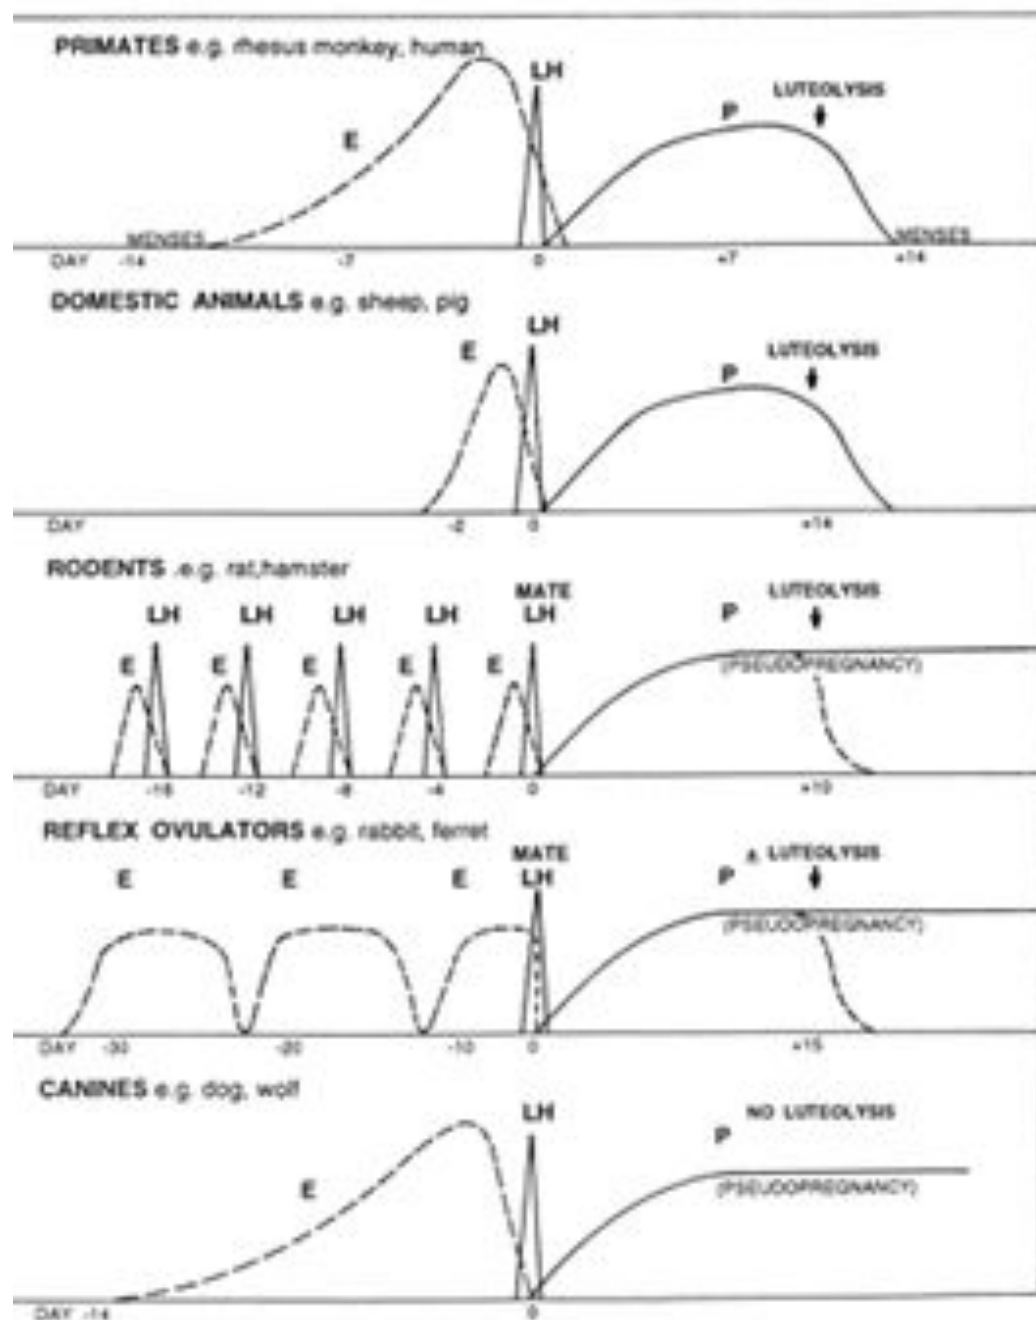 PRIMATES e.g. rhesus monkey, human
LH
LUTEOLYSIS
P
E
MENSES
MENSES
DAY -14 -7 0 +7 +14
DOMESTIC ANIMALS e.g. sheep, pig
LH
E
LUTEOLYSIS
P
DAY -2 0 +14
RODENTS .e.g. rat,hamster
MATE
LUTEOLYSIS
LH LH LH LH LH P
E E E E E
(PSEUDOPREGNANCY)
DAY -16 -12 -8 -4 0 +10
REFLEX OVULATORS e.g. rabbit, ferret
MATE
± LUTEOLYSIS
E E E LH P
(PSEUDOPREGNANCY)
DAY -30 -20 -10 0 +15
CANINES e.g. dog, wolf
LH
NO LUTEOLYSIS
P
E
(PSEUDOPREGNANCY)
DAY -14 0